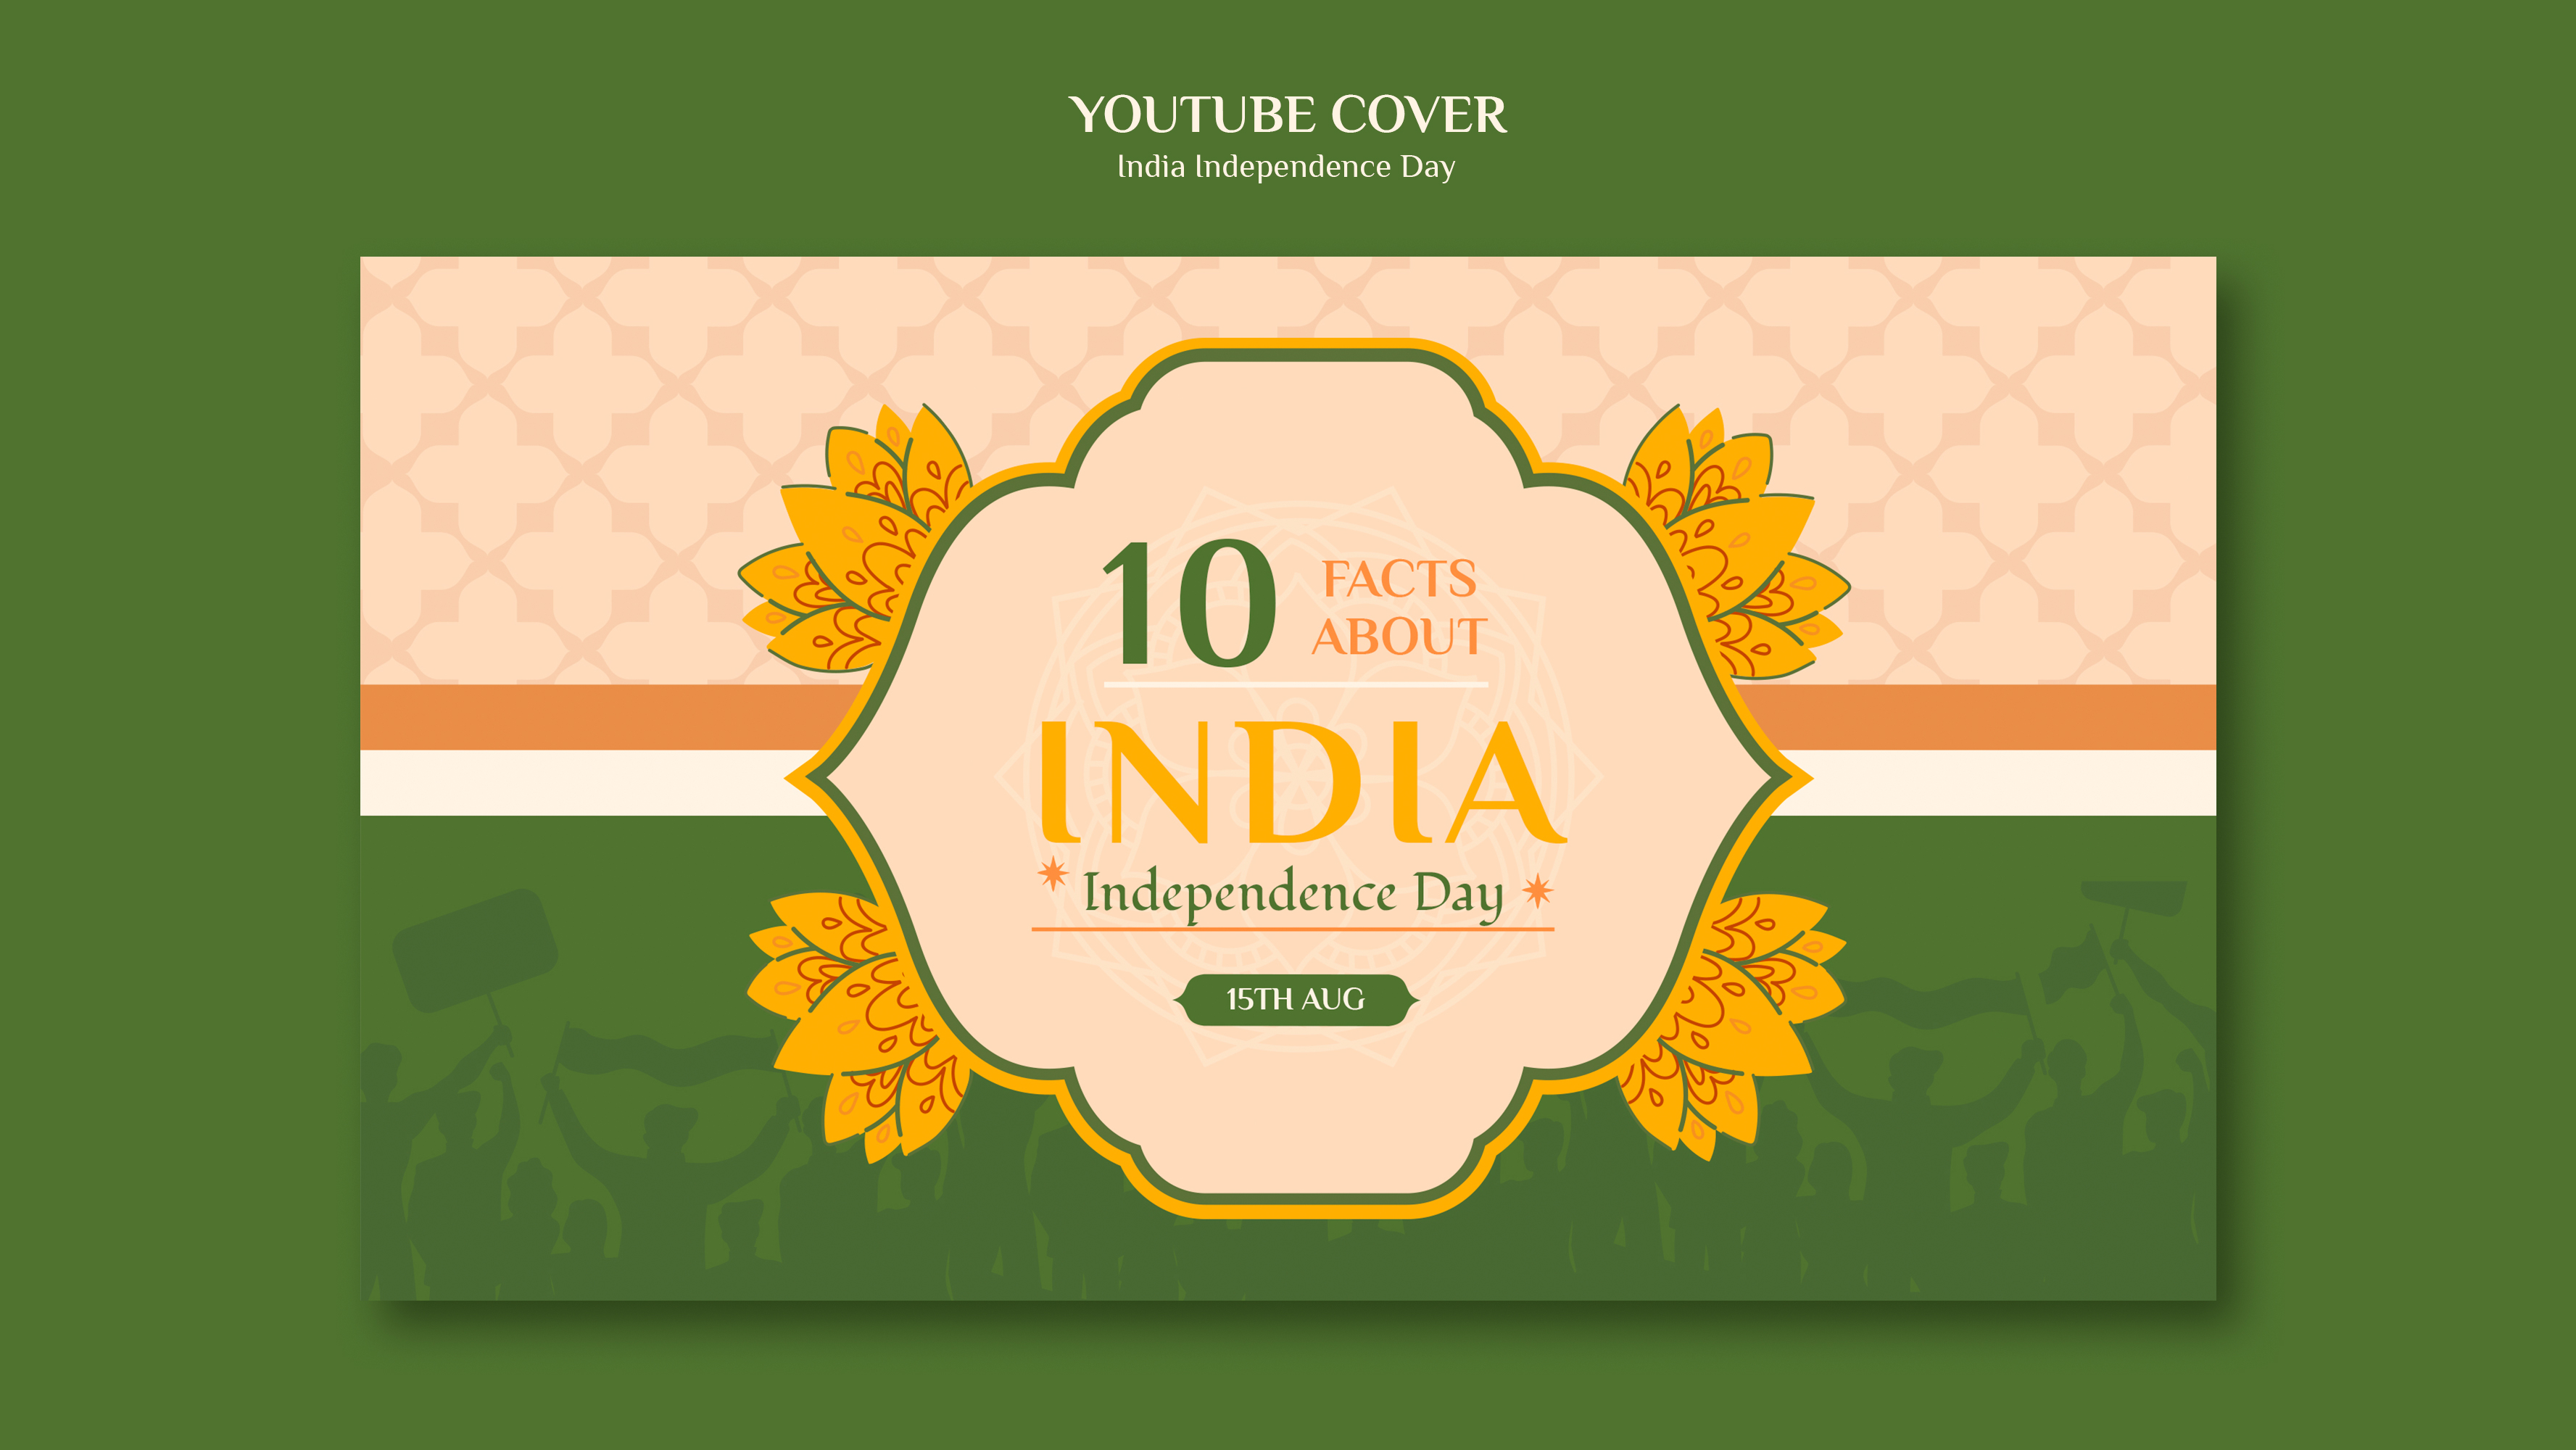 YOUTUBE COVER
India Independence Day
10 FACTS
ABOUT
INDIA
Independence Day
15TH AUG